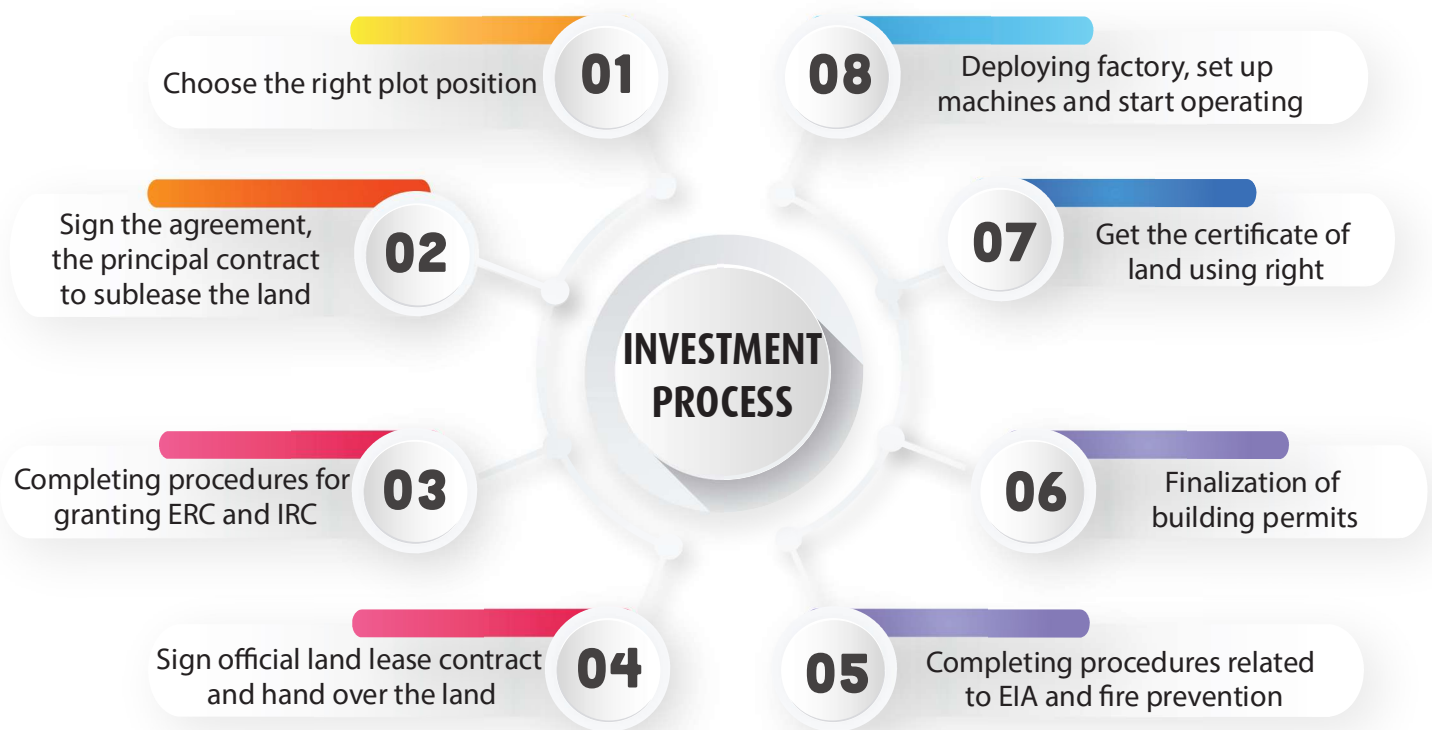 INVESTMENT
PROCESS
01
Choose the right plot position
02
Sign the agreement,
the principal contract
to sublease the land
03
Completing procedures for
granting ERC and IRC
04
Sign official land lease contract
and hand over the land
05
Completing procedures related
to EIA and fire prevention
06
Finalization of
building permits
07
Get the certificate of
land using right
08
Deploying factory, set up
machines and start operating